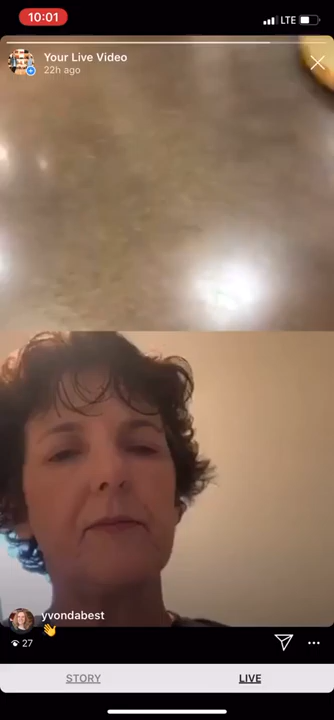 10:01
LTE
Your Live Video
22h ago
yvondabest
27
STORY
LIVE